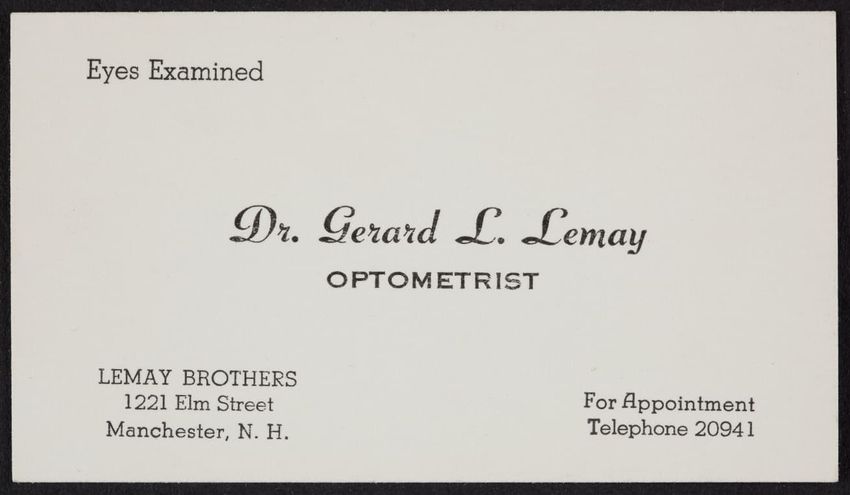 Eyes Examined
Dr. Gerard L. Lemay
OPTOMETRIST
LEMAY BROTHERS
1221 Elm Street
Manchester, N. H.
For Appointment
Telephone 20941